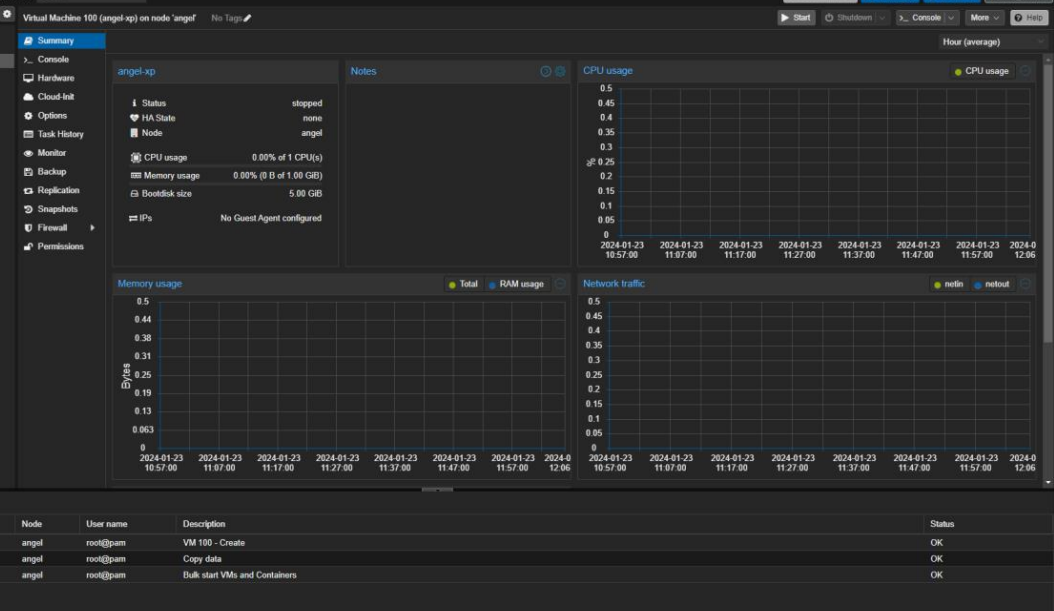 Virtual Machine 100 (angel-xp) on node 'angel' No Tags Start Shutdown Console More Help
Summary Hour (average)
>_ Console
Hardware
Cloud-Init
Options
Task History
Monitor
Backup
Replication
Snapshots
Firewall
Permissions
angel-xp
Status stopped
HA State none
Node angel
CPU usage 0.00% of 1 CPU(s)
Memory usage 0.00% (0 B of 1.00 GiB)
Bootdisk size 5.00 GiB
IPs No Guest Agent configured
Notes
CPU usage CPU usage
0.5
0.45
0.4
0.35
0.3
% 0.25
0.2
0.15
0.1
0.05
0
2024-01-23 2024-01-23 2024-01-23 2024-01-23 2024-01-23 2024-01-23 2024-01-23 2024-0
10:57:00 11:07:00 11:17:00 11:27:00 11:37:00 11:47:00 11:57:00 12:06
Memory usage Total RAM usage
0.5
0.44
0.38
0.31
Bytes 0.25
0.19
0.13
0.063
0
2024-01-23 2024-01-23 2024-01-23 2024-01-23 2024-01-23 2024-01-23 2024-01-23 2024-0
10:57:00 11:07:00 11:17:00 11:27:00 11:37:00 11:47:00 11:57:00 12:06
Network traffic netin netout
0.5
0.45
0.4
0.35
0.3
0.25
0.2
0.15
0.1
0.05
0
2024-01-23 2024-01-23 2024-01-23 2024-01-23 2024-01-23 2024-01-23 2024-01-23 2024-0
10:57:00 11:07:00 11:17:00 11:27:00 11:37:00 11:47:00 11:57:00 12:06
Node User name Description Status
angel root@pam VM 100 - Create OK
angel root@pam Copy data OK
angel root@pam Bulk start VMs and Containers OK